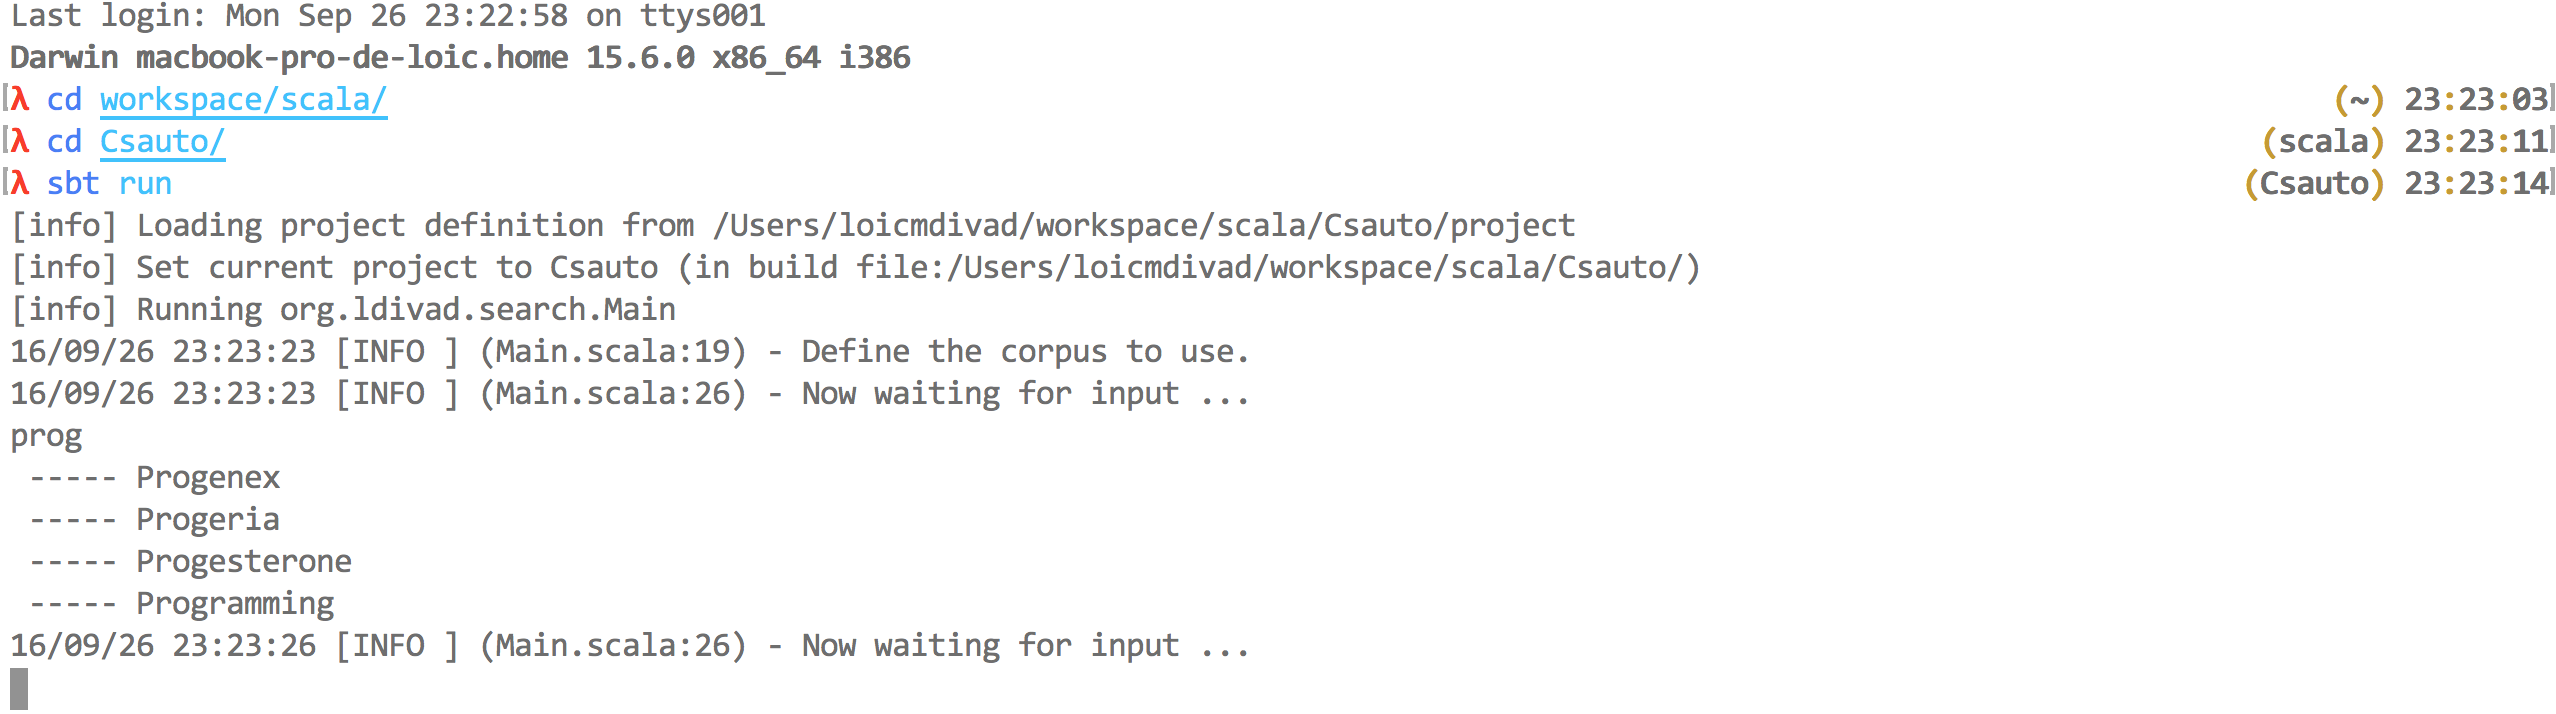 Last login: Mon Sep 26 23:22:58 on ttys001
Darwin macbook-pro-de-loic.home 15.6.0 x86_64 i386
[λ cd workspace/scala/ (~) 23:23:03]
[λ cd Csauto/ (scala) 23:23:11]
[λ sbt run (Csauto) 23:23:14]
[info] Loading project definition from /Users/loicmdivad/workspace/scala/Csauto/project
[info] Set current project to Csauto (in build file:/Users/loicmdivad/workspace/scala/Csauto/)
[info] Running org.ldivad.search.Main
16/09/26 23:23:23 [INFO ] (Main.scala:19) - Define the corpus to use.
16/09/26 23:23:23 [INFO ] (Main.scala:26) - Now waiting for input ...
prog
 ----- Progenex
 ----- Progeria
 ----- Progesterone
 ----- Programming
16/09/26 23:23:26 [INFO ] (Main.scala:26) - Now waiting for input ...